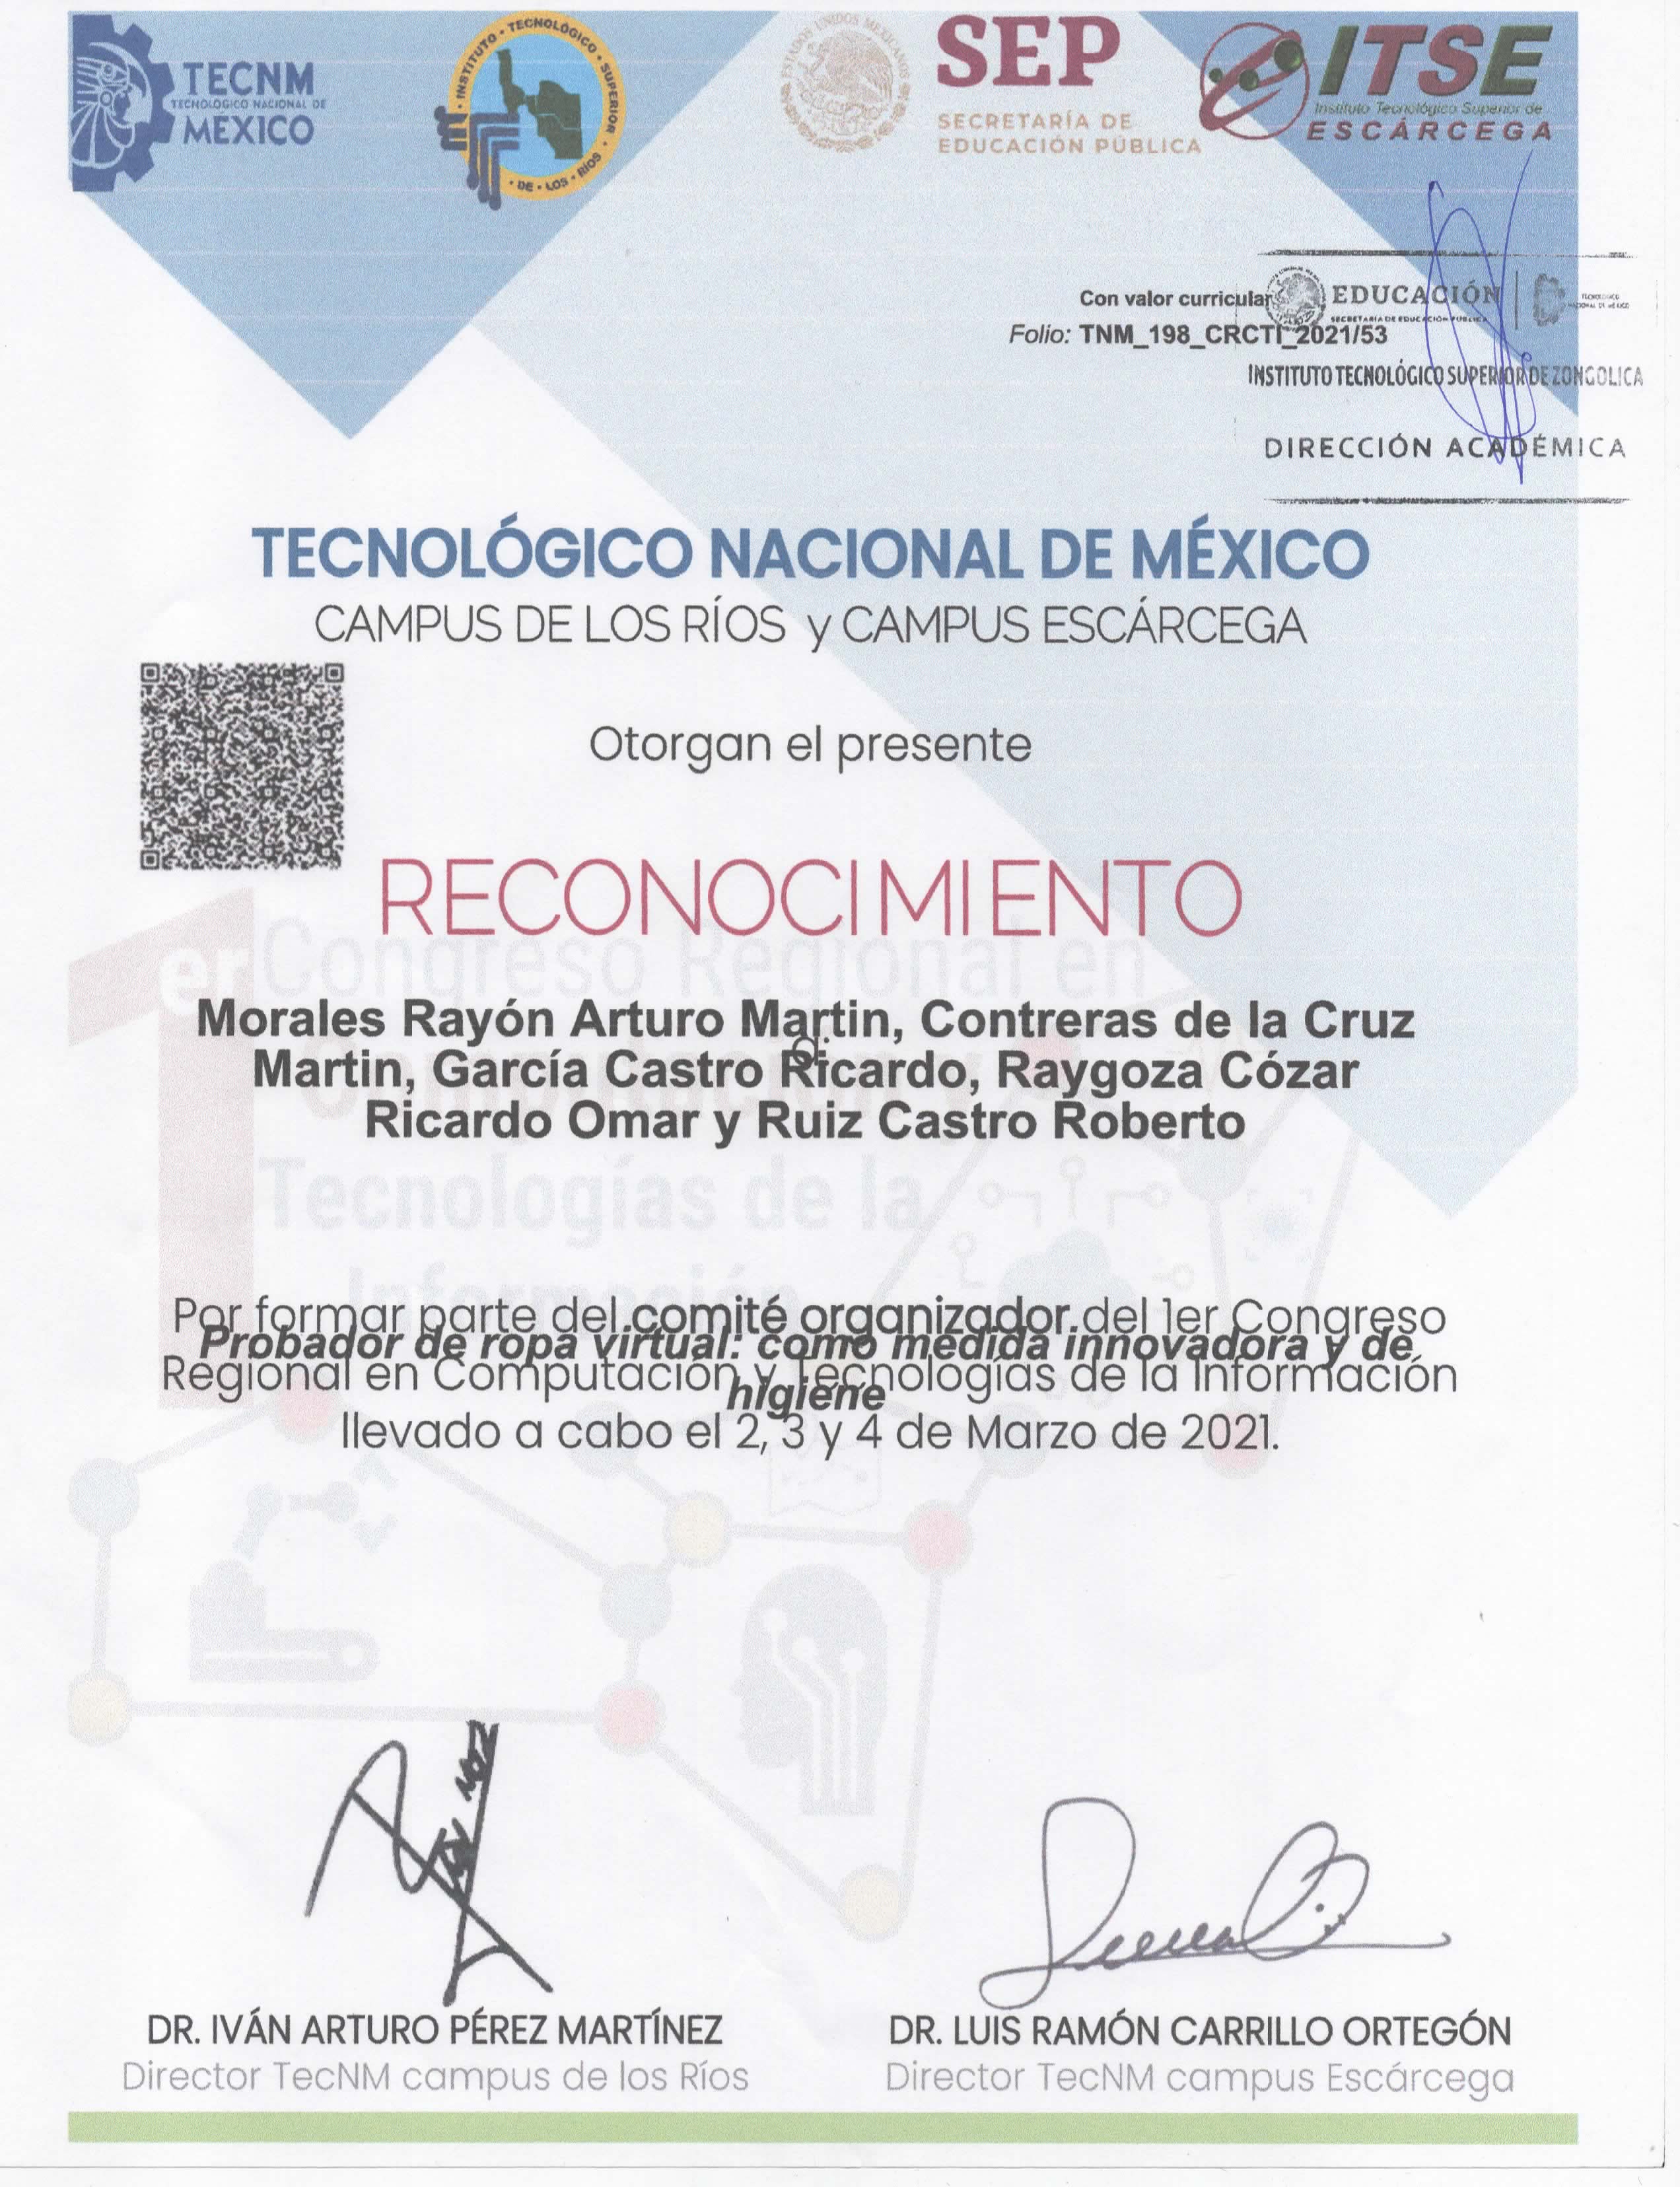 TECNM
TECNOLÓGICO NACIONAL DE
MÉXICO
INSTITUTO • TECNOLÓGICO • SUPERIOR • DE • LOS • RÍOS
ESTADOS UNIDOS MEXICANOS
SEP
SECRETARÍA DE
EDUCACIÓN PÚBLICA
ITSE
Instituto Tecnológico Superior de
ESCÁRCEGA
Con valor curricular
Folio: TNM_198_CRCTI_2021/53
EDUCACIÓN
SECRETARÍA DE EDUCACIÓN PÚBLICA
TECNOLÓGICO
NACIONAL DE MÉXICO
INSTITUTO TECNOLÓGICO SUPERIOR DE ZONGOLICA
DIRECCIÓN ACADÉMICA
TECNOLÓGICO NACIONAL DE MÉXICO
CAMPUS DE LOS RÍOS y CAMPUS ESCÁRCEGA
Otorgan el presente
RECONOCIMIENTO
1er Congreso Regional en
Computación y
Tecnologías de la
Información
a:
Morales Rayón Arturo Martin, Contreras de la Cruz
Martin, García Castro Ricardo, Raygoza Cózar
Ricardo Omar y Ruiz Castro Roberto
Por formar parte del comité organizador del 1er Congreso
Regional en Computación y Tecnologías de la Información
llevado a cabo el 2, 3 y 4 de Marzo de 2021.
Probador de ropa virtual: como medida innovadora y de
higiene
DR. IVÁN ARTURO PÉREZ MARTÍNEZ
Director TecNM campus de los Ríos
DR. LUIS RAMÓN CARRILLO ORTEGÓN
Director TecNM campus Escárcega